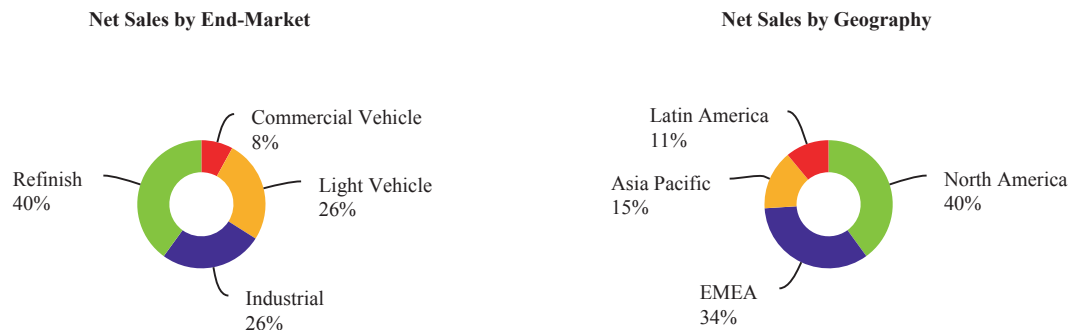 Net Sales by End-Market
Commercial Vehicle
8%
Refinish
40%
Light Vehicle
26%
Industrial
26%
Net Sales by Geography
Latin America
11%
Asia Pacific
15%
North America
40%
EMEA
34%